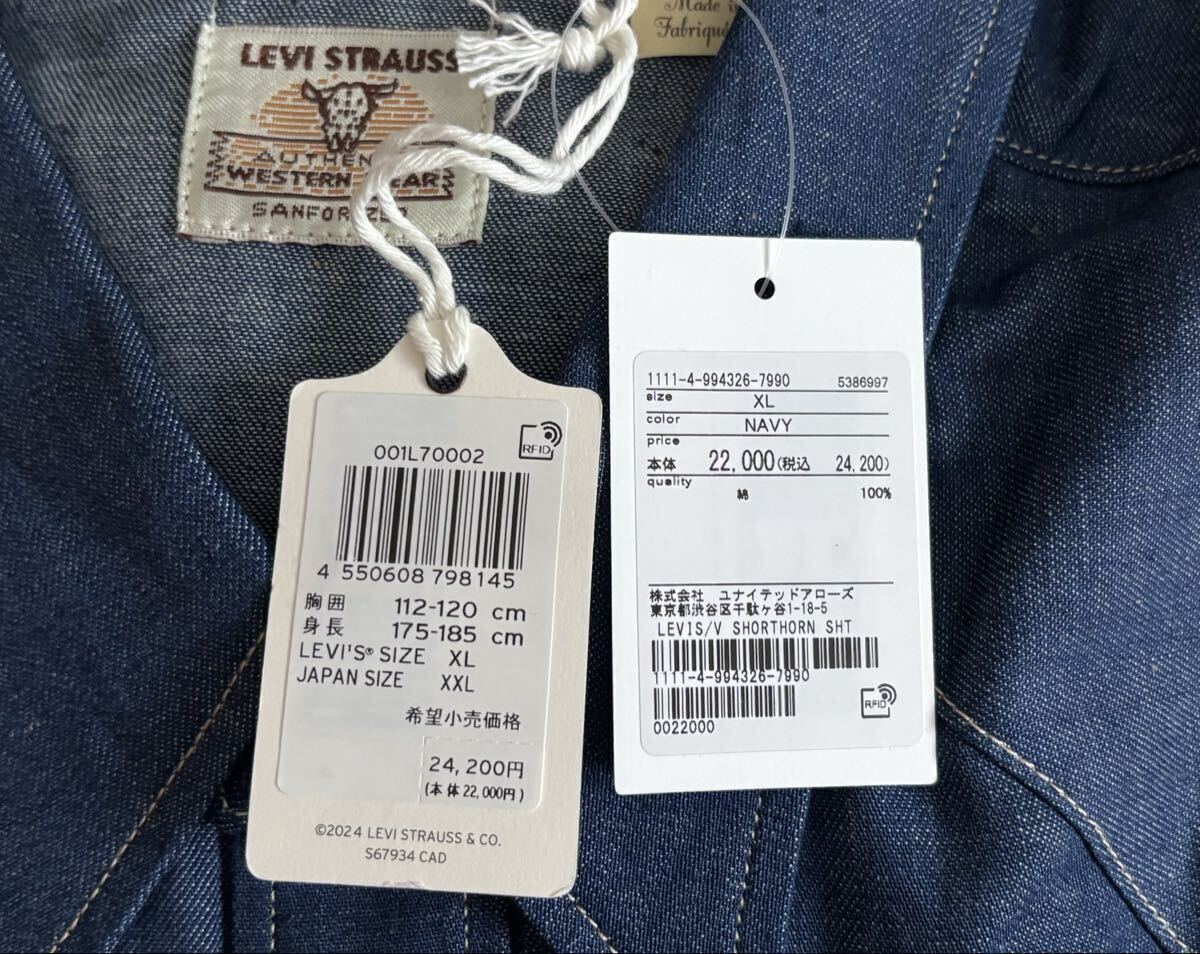 LEVI STRAUSS
AUTHEN
WESTERN WEAR
SANFORIZED
Made in
Fabriqué
RFID
001L70002
4 550608 798145
胸囲 112-120 cm
身長 175-185 cm
LEVI'S® SIZE XL
JAPAN SIZE XXL
希望小売価格
24,200円
(本体22,000円)
©2024 LEVI STRAUSS & CO.
S67934 CAD
1111-4-994326-7990 5386997
size XL
color NAVY
price
本体 22,000(税込 24,200)
quality
綿 100%
株式会社 ユナイテッドアローズ
東京都渋谷区千駄ヶ谷1-18-5
LEVIS/V SHORTHORN SHT
1111-4-994326-7990
RFID
0022000